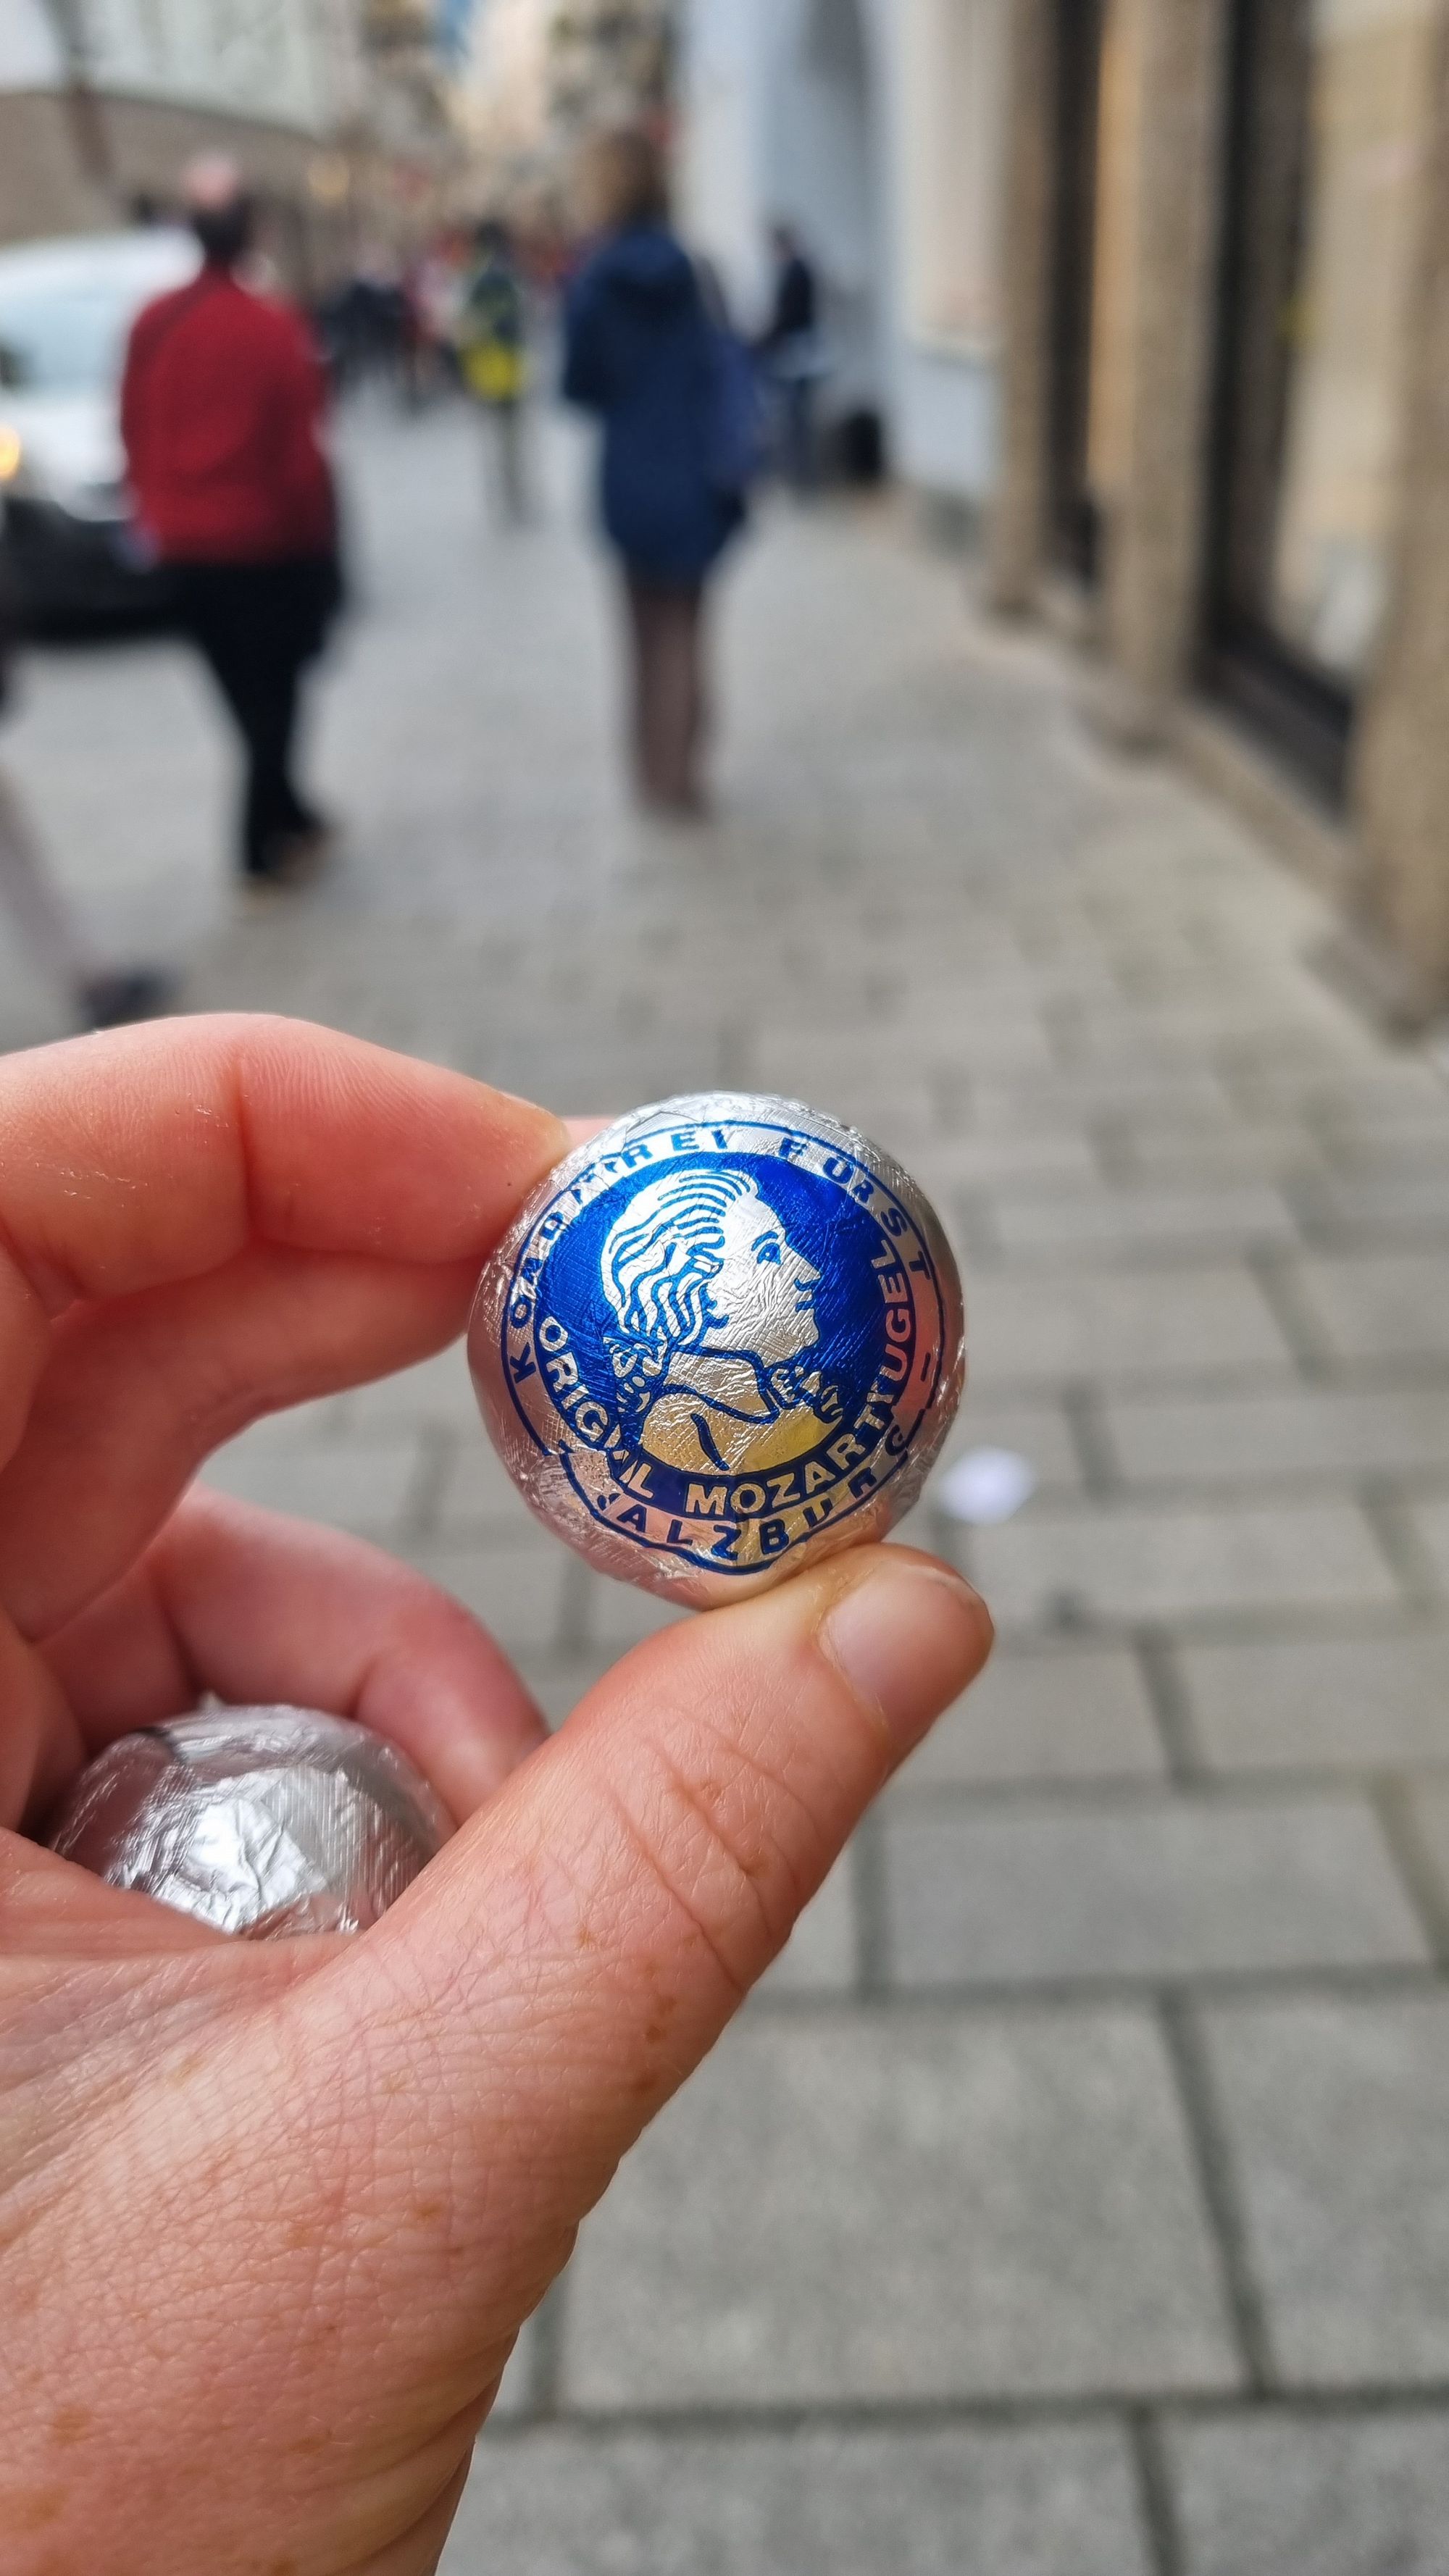 KONDITOREI FÜRST -
ORIGINAL MOZARTKUGEL
SALZBURG